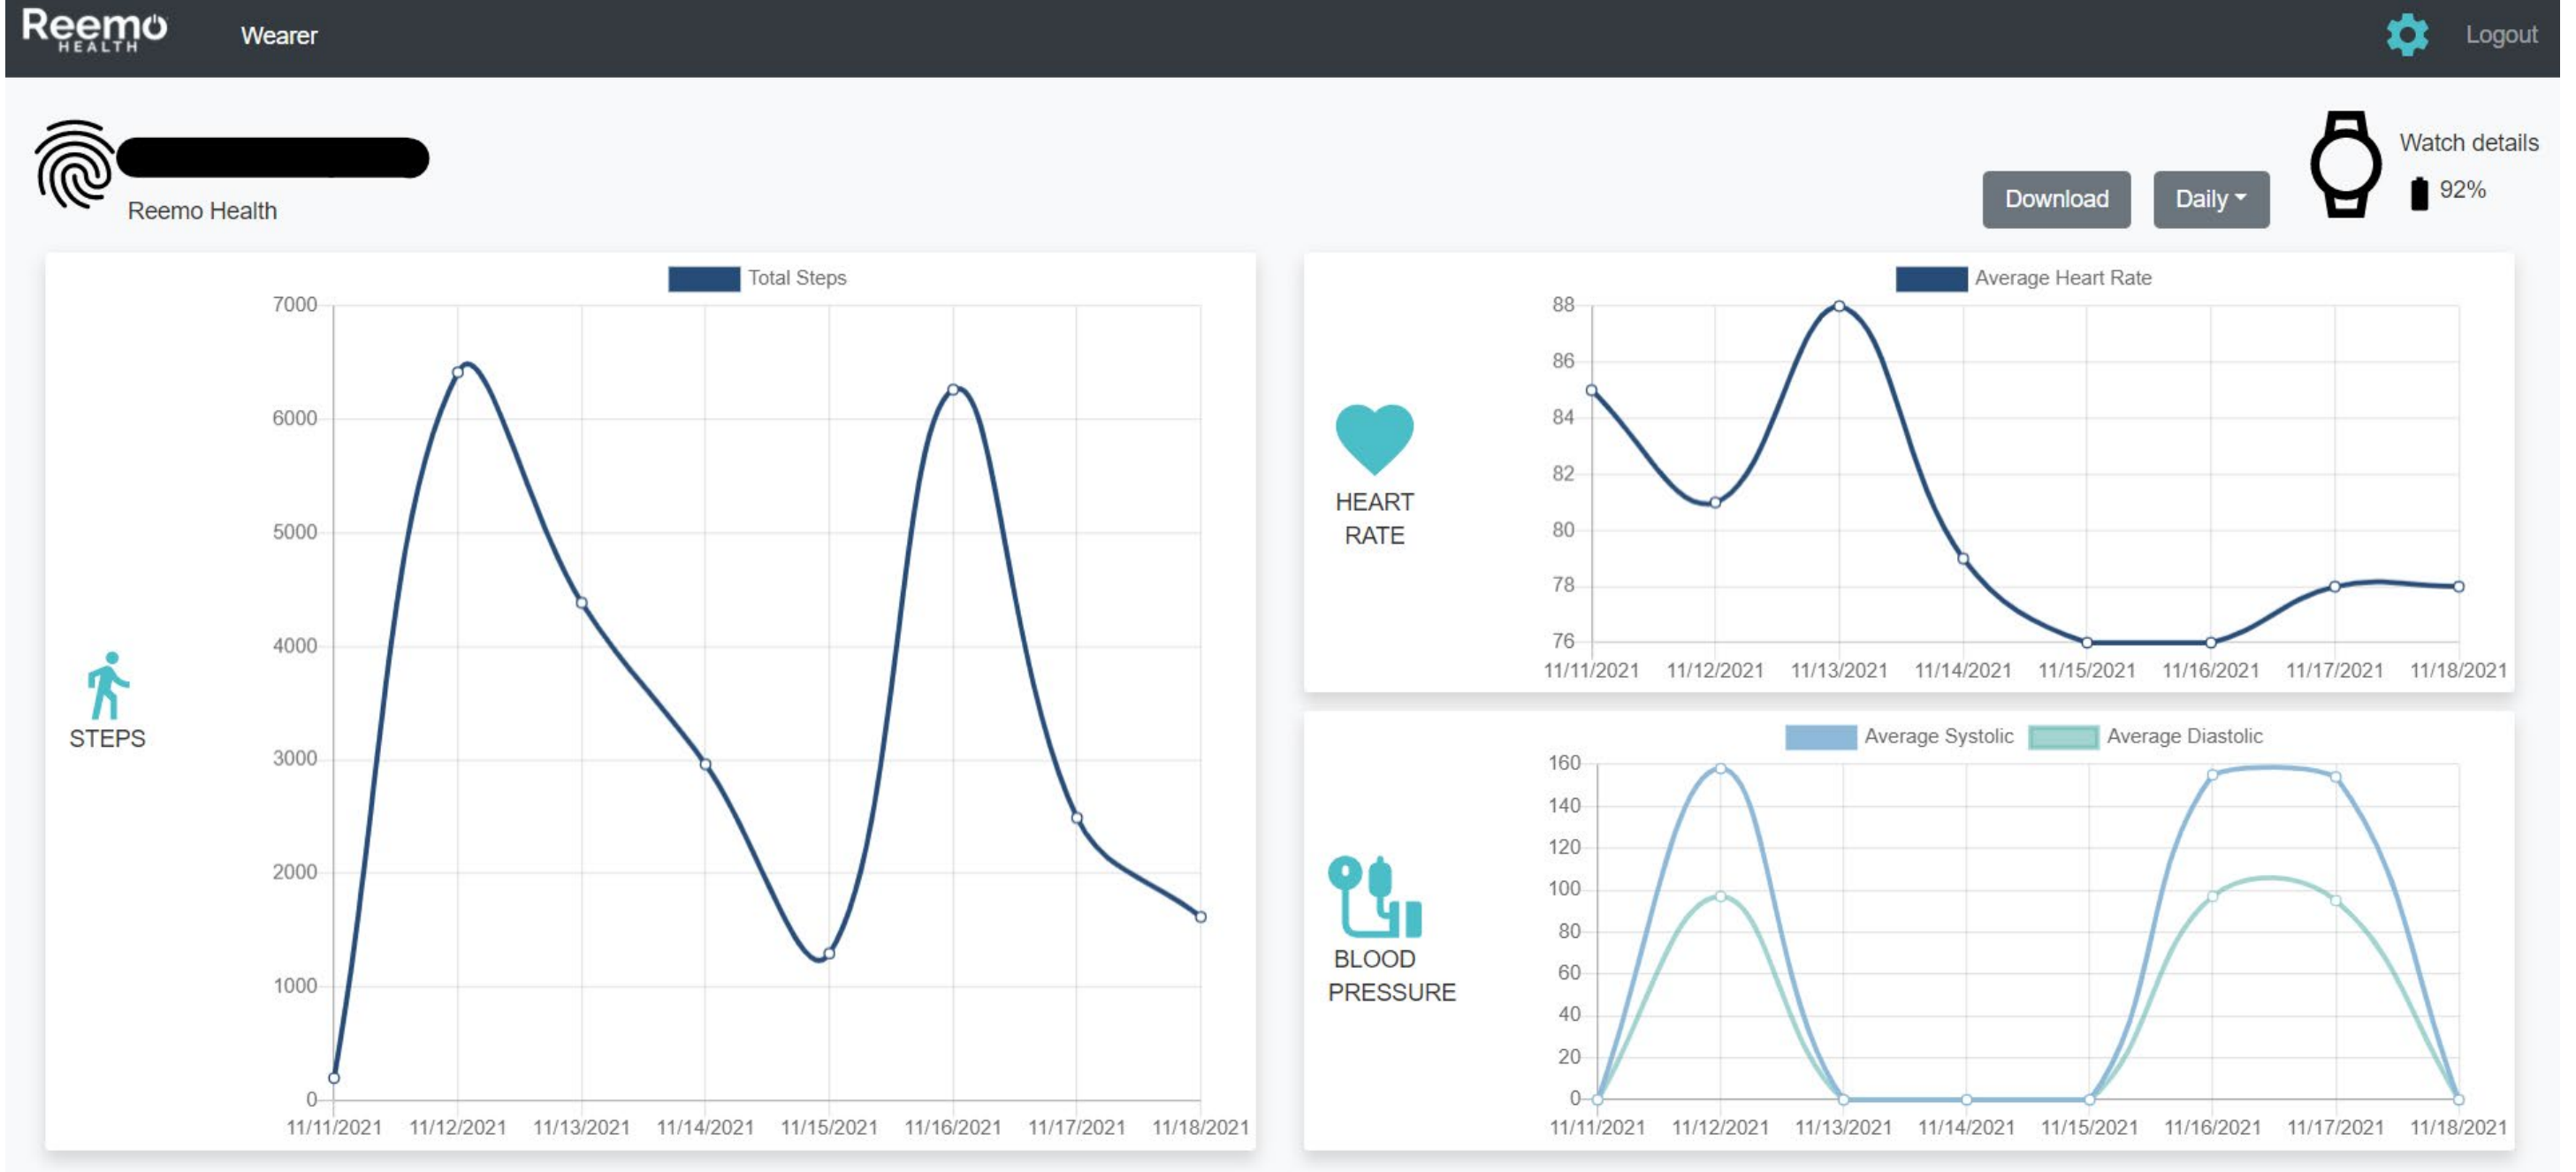 Reemo
HEALTH
Wearer
Logout
Reemo Health
Download
Daily
Watch details
92%
Total Steps
7000
6000
5000
4000
3000
2000
1000
0
11/11/2021 11/12/2021 11/13/2021 11/14/2021 11/15/2021 11/16/2021 11/17/2021 11/18/2021
STEPS
Average Heart Rate
88
86
84
82
80
78
76
11/11/2021 11/12/2021 11/13/2021 11/14/2021 11/15/2021 11/16/2021 11/17/2021 11/18/2021
HEART
RATE
Average Systolic Average Diastolic
160
140
120
100
80
60
40
20
0
11/11/2021 11/12/2021 11/13/2021 11/14/2021 11/15/2021 11/16/2021 11/17/2021 11/18/2021
BLOOD
PRESSURE